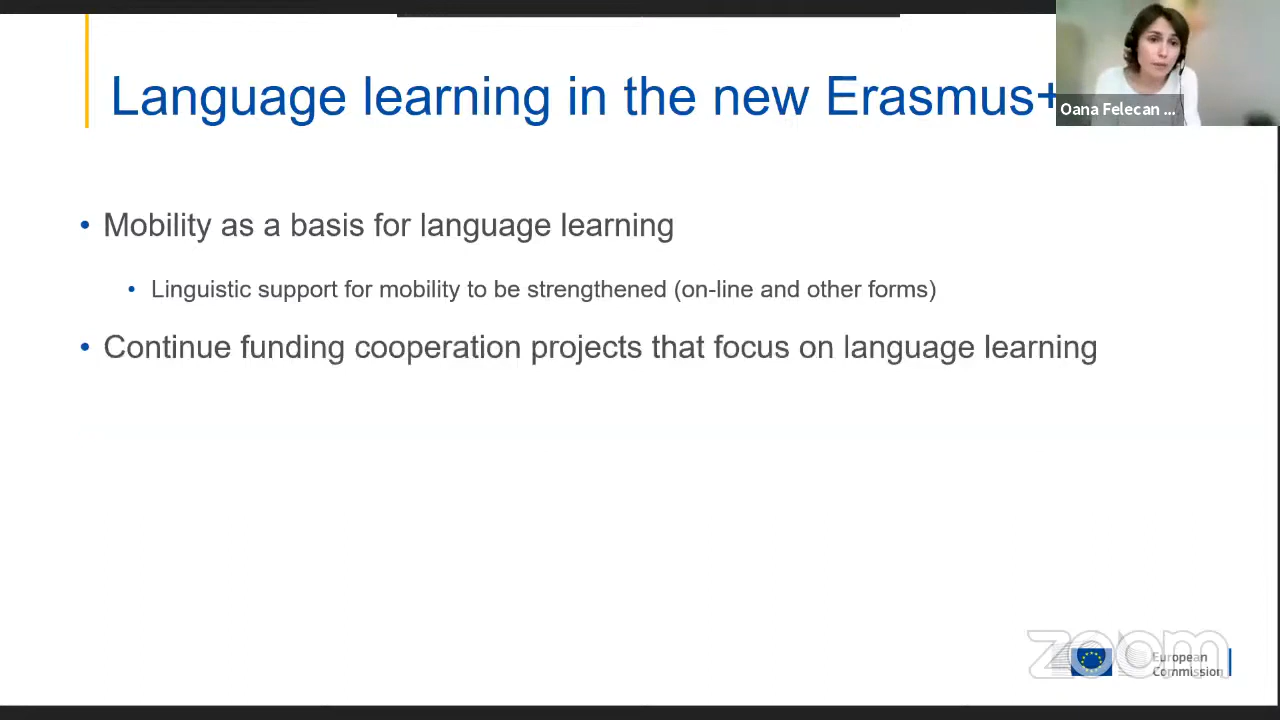 Language learning in the new Erasmus+
Oana Felecan ...
• Mobility as a basis for language learning
• Linguistic support for mobility to be strengthened (on-line and other forms)
• Continue funding cooperation projects that focus on language learning
zoom
European
Commission